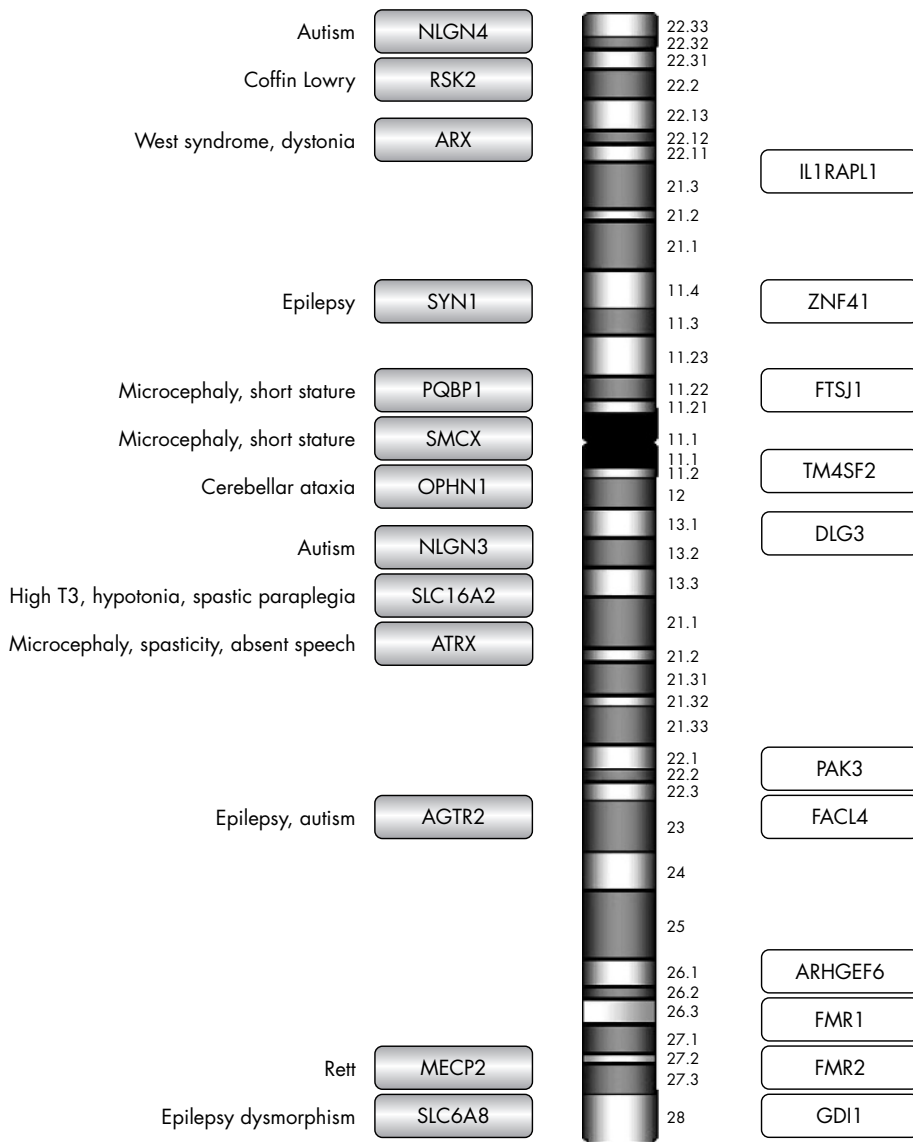 Autism NLGN4
Coffin Lowry RSK2
West syndrome, dystonia ARX
Epilepsy SYN1
Microcephaly, short stature PQBP1
Microcephaly, short stature SMCX
Cerebellar ataxia OPHN1
Autism NLGN3
High T3, hypotonia, spastic paraplegia SLC16A2
Microcephaly, spasticity, absent speech ATRX
Epilepsy, autism AGTR2
Rett MECP2
Epilepsy dysmorphism SLC6A8
22.33
22.32
22.31
22.2
22.13
22.12
22.11
21.3
21.2
21.1
11.4
11.3
11.23
11.22
11.21
11.1
11.1
11.2
12
13.1
13.2
13.3
21.1
21.2
21.31
21.32
21.33
22.1
22.2
22.3
23
24
25
26.1
26.2
26.3
27.1
27.2
27.3
28
IL1RAPL1
ZNF41
FTSJ1
TM4SF2
DLG3
PAK3
FACL4
ARHGEF6
FMR1
FMR2
GDI1